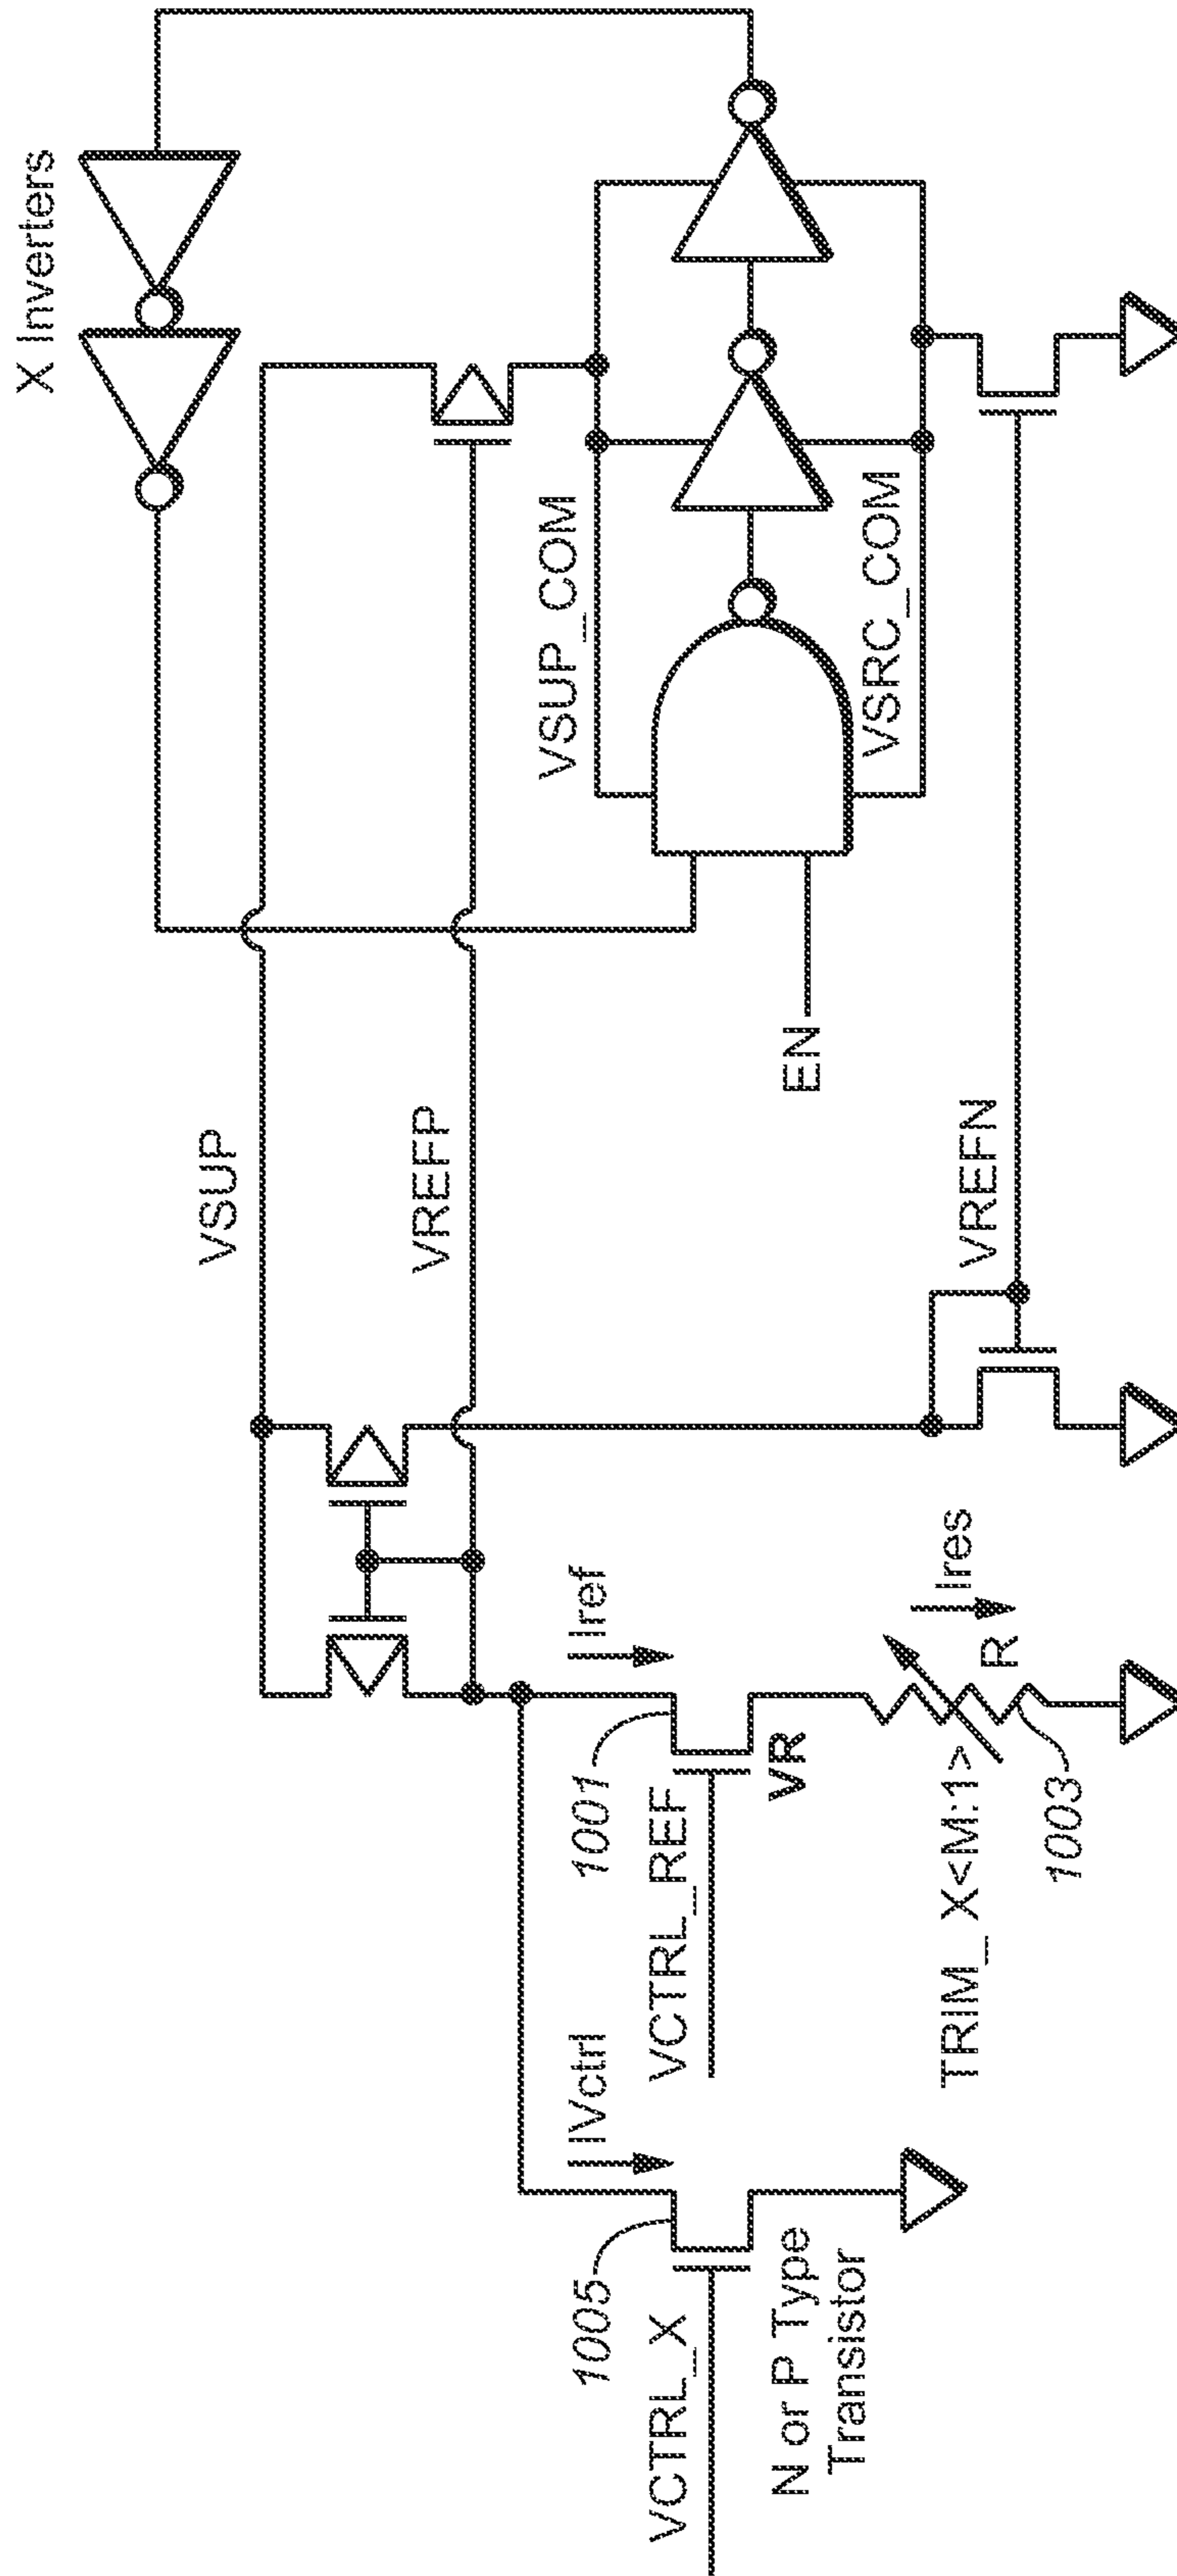 X Inverters
VSUP
VREFP
VSUP_COM
VSRC_COM
EN
VREFN
Iref
1001
VCTRL_REF
VR
Ires
R
TRIM_X<M:1>
1003
IVctrl
1005
VCTRL_X
N or P Type
Transistor